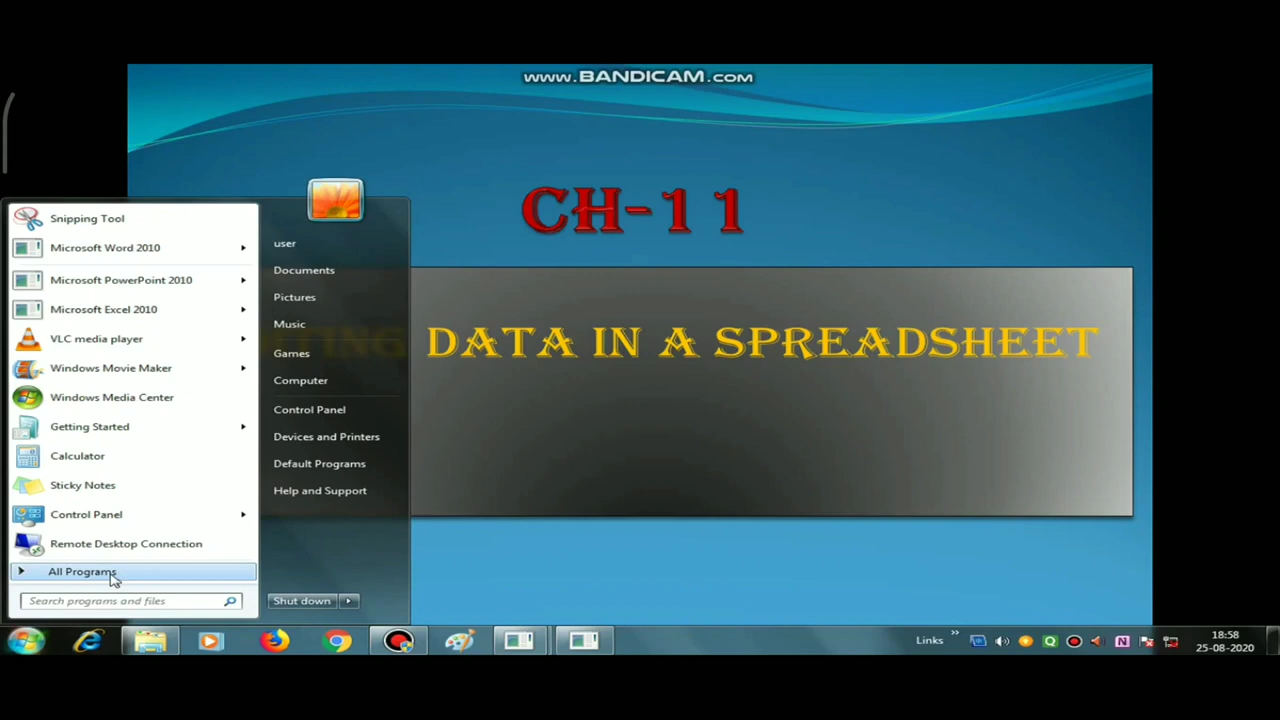 www.BANDICAM.com
CH-11
DATA IN A SPREADSHEET
Snipping Tool
Microsoft Word 2010
Microsoft PowerPoint 2010
Microsoft Excel 2010
VLC media player
Windows Movie Maker
Windows Media Center
Getting Started
Calculator
Sticky Notes
Control Panel
Remote Desktop Connection
All Programs
Search programs and files
user
Documents
Pictures
Music
Games
Computer
Control Panel
Devices and Printers
Default Programs
Help and Support
Shut down
Links
18:58
25-08-2020